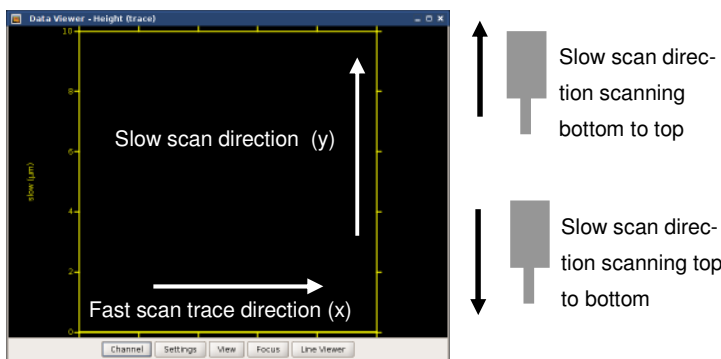 Data Viewer - Height (trace)
10
8
6
4
2
0
slow (µm)
Slow scan direction (y)
Fast scan trace direction (x)
Channel Settings View Focus Line Viewer
Slow scan direc-
tion scanning
bottom to top
Slow scan direc-
tion scanning top
to bottom